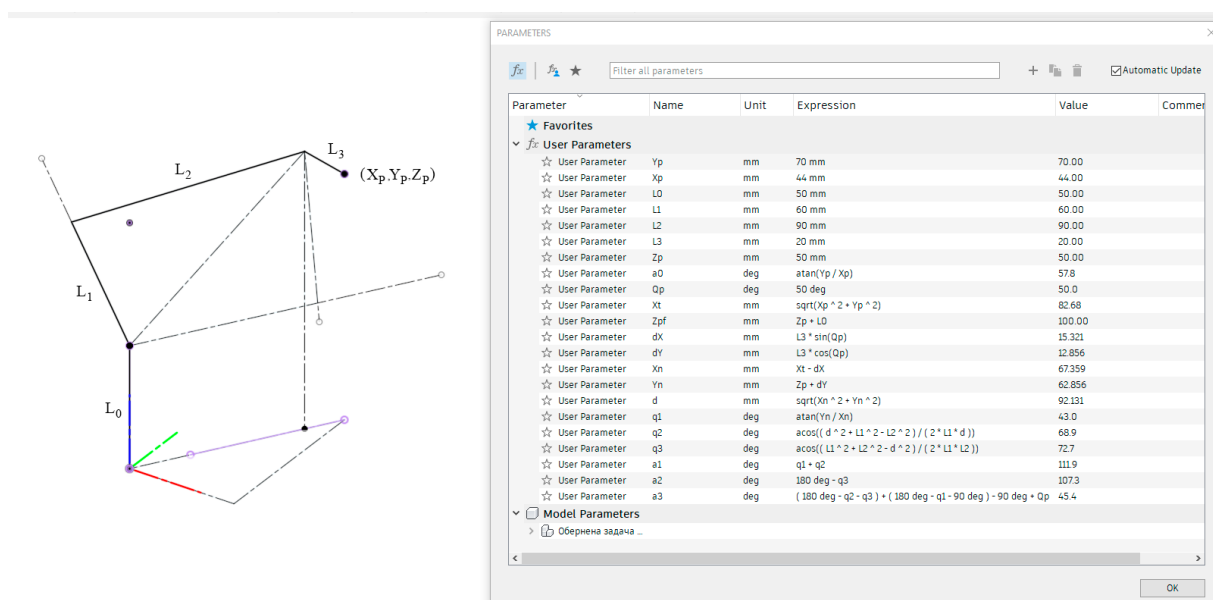 L3
L2
(Xp,Yp,Zp)
L1
L0
PARAMETERS
fx
Filter all parameters
Automatic Update
Parameter Name Unit Expression Value Commer
Favorites
fx User Parameters
User Parameter Yp mm 70 mm 70.00
User Parameter Xp mm 44 mm 44.00
User Parameter L0 mm 50 mm 50.00
User Parameter L1 mm 60 mm 60.00
User Parameter L2 mm 90 mm 90.00
User Parameter L3 mm 20 mm 20.00
User Parameter Zp mm 50 mm 50.00
User Parameter a0 deg atan(Yp / Xp) 57.8
User Parameter Qp deg 50 deg 50.0
User Parameter Xt mm sqrt(Xp ^ 2 + Yp ^ 2) 82.68
User Parameter Zpf mm Zp + L0 100.00
User Parameter dX mm L3 * sin(Qp) 15.321
User Parameter dY mm L3 * cos(Qp) 12.856
User Parameter Xn mm Xt - dX 67.359
User Parameter Yn mm Zp + dY 62.856
User Parameter d mm sqrt(Xn ^ 2 + Yn ^ 2) 92.131
User Parameter q1 deg atan(Yn / Xn) 43.0
User Parameter q2 deg acos(( d ^ 2 + L1 ^ 2 - L2 ^ 2 ) / ( 2 * L1 * d )) 68.9
User Parameter q3 deg acos(( L1 ^ 2 + L2 ^ 2 - d ^ 2 ) / ( 2 * L1 * L2 )) 72.7
User Parameter a1 deg q1 + q2 111.9
User Parameter a2 deg 180 deg - q3 107.3
User Parameter a3 deg ( 180 deg - q2 - q3 ) + ( 180 deg - q1 - 90 deg ) - 90 deg + Qp 45.4
Model Parameters
Обернена задача ...
OK